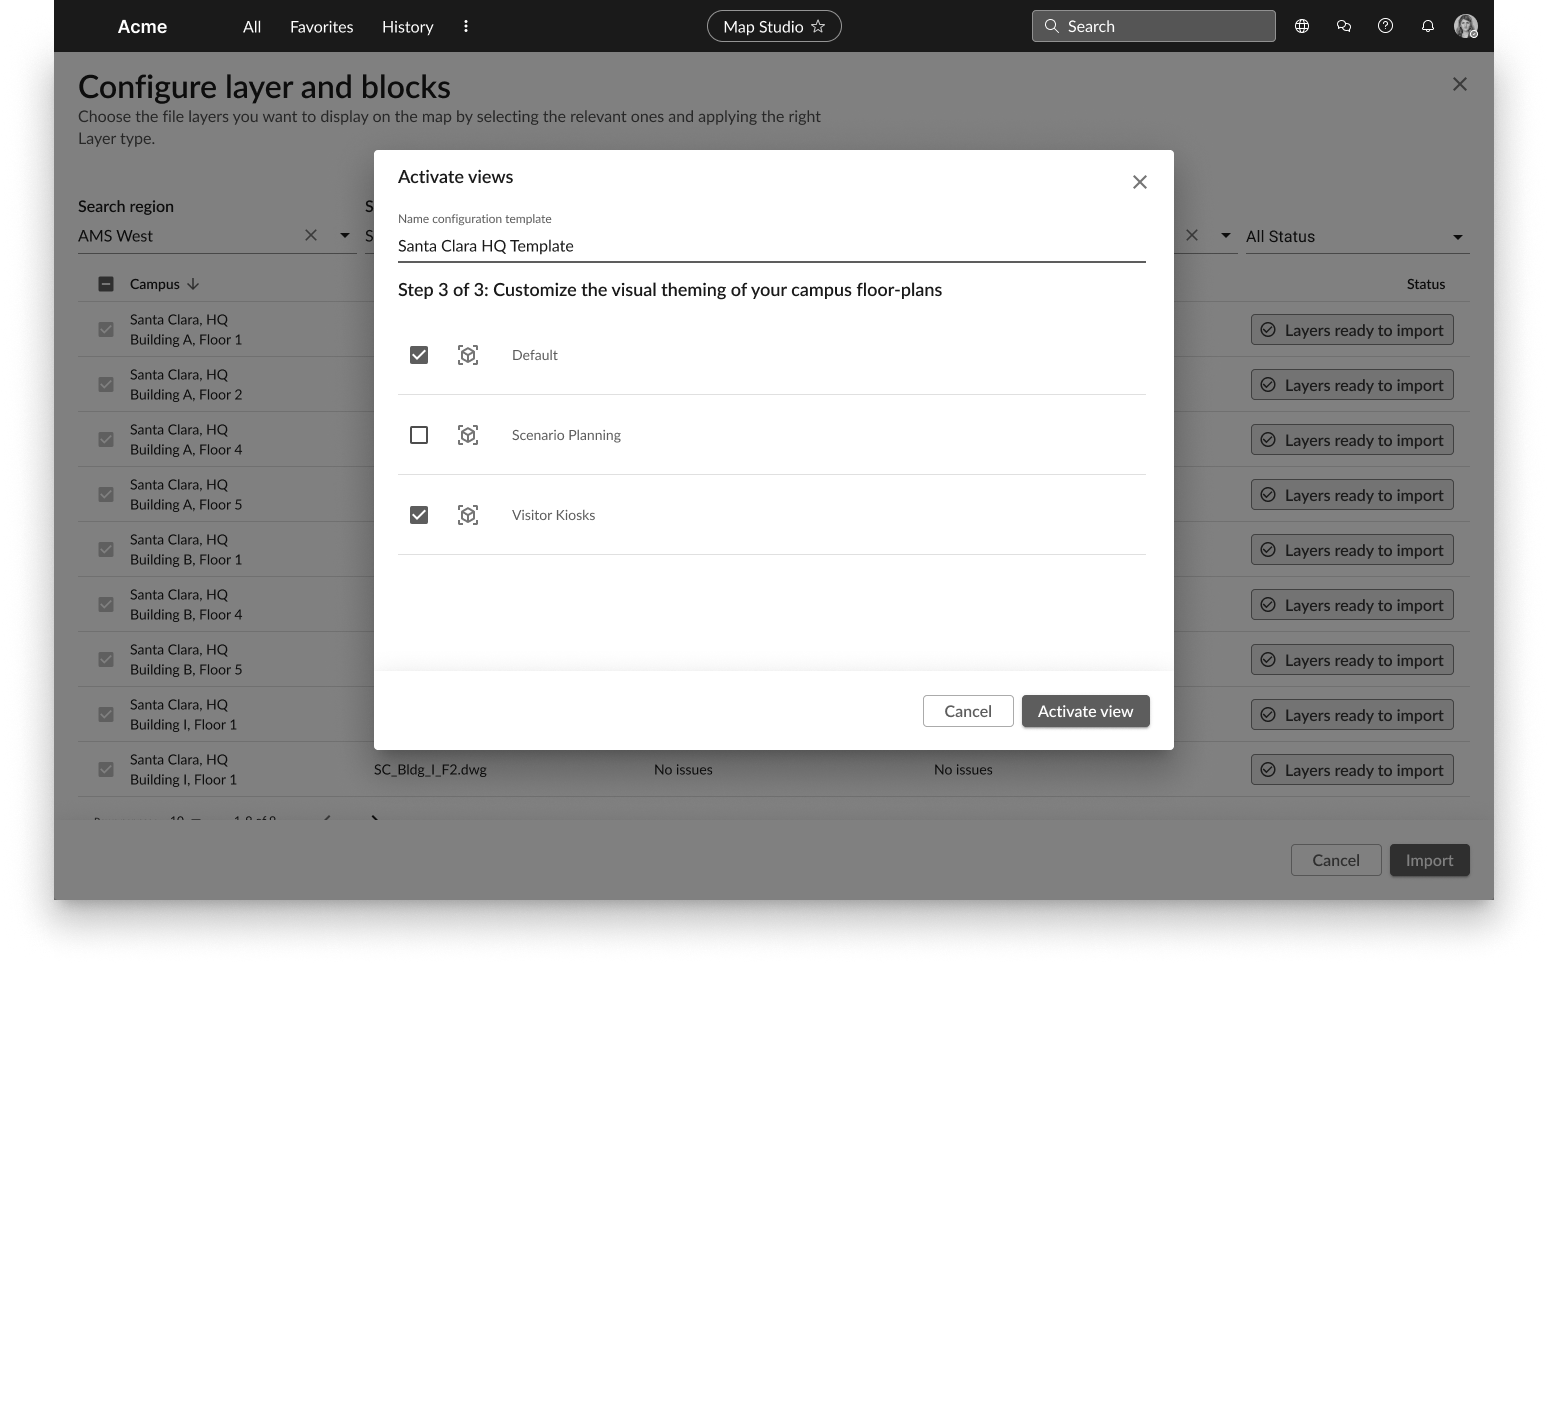 Acme
All
Favorites
History
Map Studio
Search
Configure layer and blocks
Choose the file layers you want to display on the map by selecting the relevant ones and applying the right
Layer type.
Search region
AMS West
All Status
Campus
Status
Santa Clara, HQ
Building A, Floor 1
Layers ready to import
Santa Clara, HQ
Building A, Floor 2
Layers ready to import
Santa Clara, HQ
Building A, Floor 4
Layers ready to import
Santa Clara, HQ
Building A, Floor 5
Layers ready to import
Santa Clara, HQ
Building B, Floor 1
Layers ready to import
Santa Clara, HQ
Building B, Floor 4
Layers ready to import
Santa Clara, HQ
Building B, Floor 5
Layers ready to import
Santa Clara, HQ
Building I, Floor 1
Layers ready to import
Santa Clara, HQ
Building I, Floor 1
SC_Bldg_I_F2.dwg
No issues
No issues
Layers ready to import
Cancel
Import
Activate views
Name configuration template
Santa Clara HQ Template
Step 3 of 3: Customize the visual theming of your campus floor-plans
Default
Scenario Planning
Visitor Kiosks
Cancel
Activate view